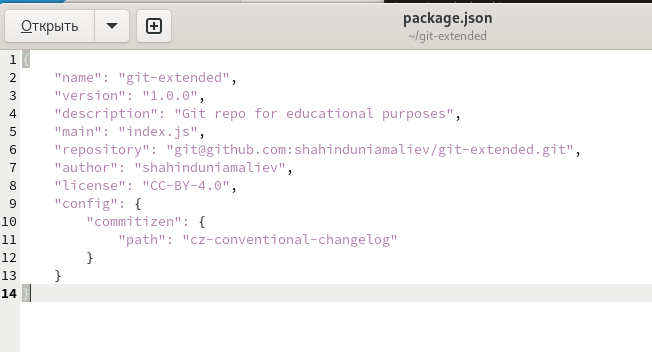 Открыть
package.json
~/git-extended
1 {
2     "name": "git-extended",
3     "version": "1.0.0",
4     "description": "Git repo for educational purposes",
5     "main": "index.js",
6     "repository": "git@github.com:shahinduniamaliev/git-extended.git",
7     "author": "shahinduniamaliev",
8     "license": "CC-BY-4.0",
9     "config": {
10         "commitizen": {
11             "path": "cz-conventional-changelog"
12         }
13     }
14 }